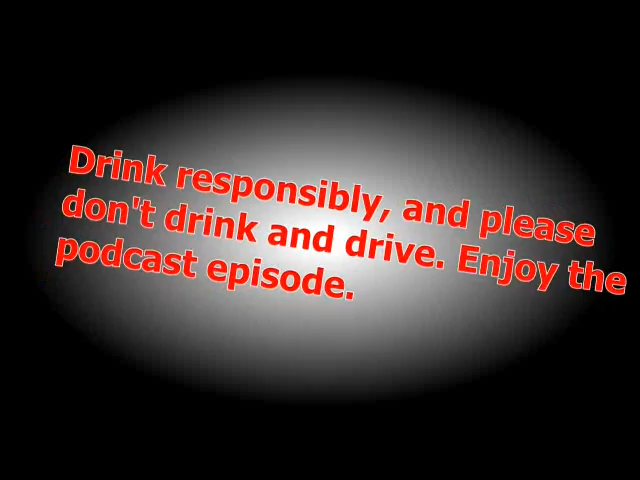 Drink responsibly, and please
don't drink and drive. Enjoy the
podcast episode.